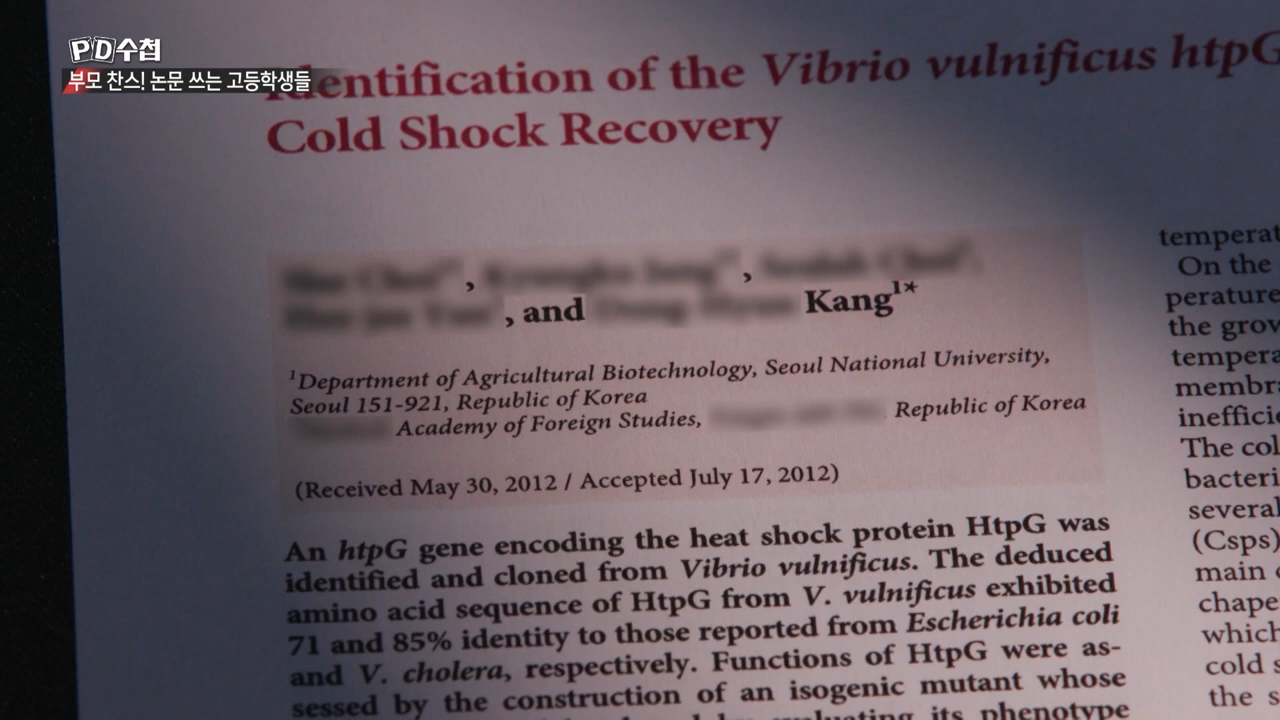 PD수첩
부모 찬스! 논문 쓰는 고등학생들
Identification of the Vibrio vulnificus htpG
Cold Shock Recovery
, ,
, and Kang1*
1Department of Agricultural Biotechnology, Seoul National University,
Seoul 151-921, Republic of Korea
Academy of Foreign Studies, Republic of Korea
(Received May 30, 2012 / Accepted July 17, 2012)
An htpG gene encoding the heat shock protein HtpG was
identified and cloned from Vibrio vulnificus. The deduced
amino acid sequence of HtpG from V. vulnificus exhibited
71 and 85% identity to those reported from Escherichia coli
and V. cholera, respectively. Functions of HtpG were as-
sessed by the construction of an isogenic mutant whose
evaluating its phenotype
temperat
On the
perature
the grow
tempera
membra
inefficie
The col
bacteri
several
(Csps)
main
chape
which
cold s
the s